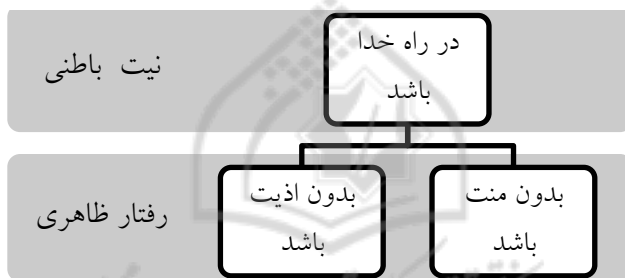 در راه خدا
باشد
نیت باطنی
بدون منت
باشد
بدون اذیت
باشد
رفتار ظاهری